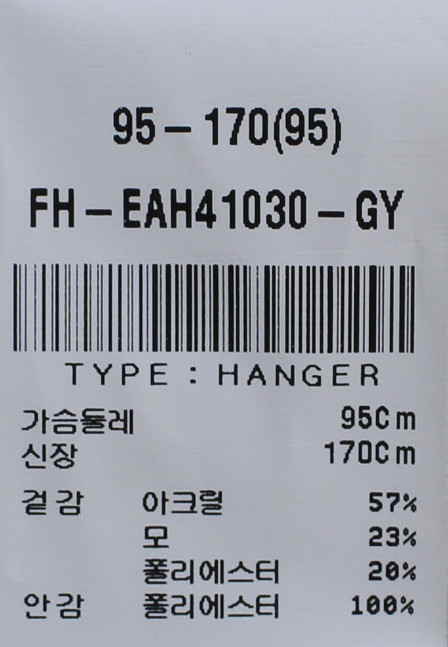 95-170(95)
FH-EAH41030-GY
TYPE : HANGER
가슴둘레 95Cm
신장 170Cm
겉감 아크릴 57%
모 23%
폴리에스터 20%
안감 폴리에스터 100%